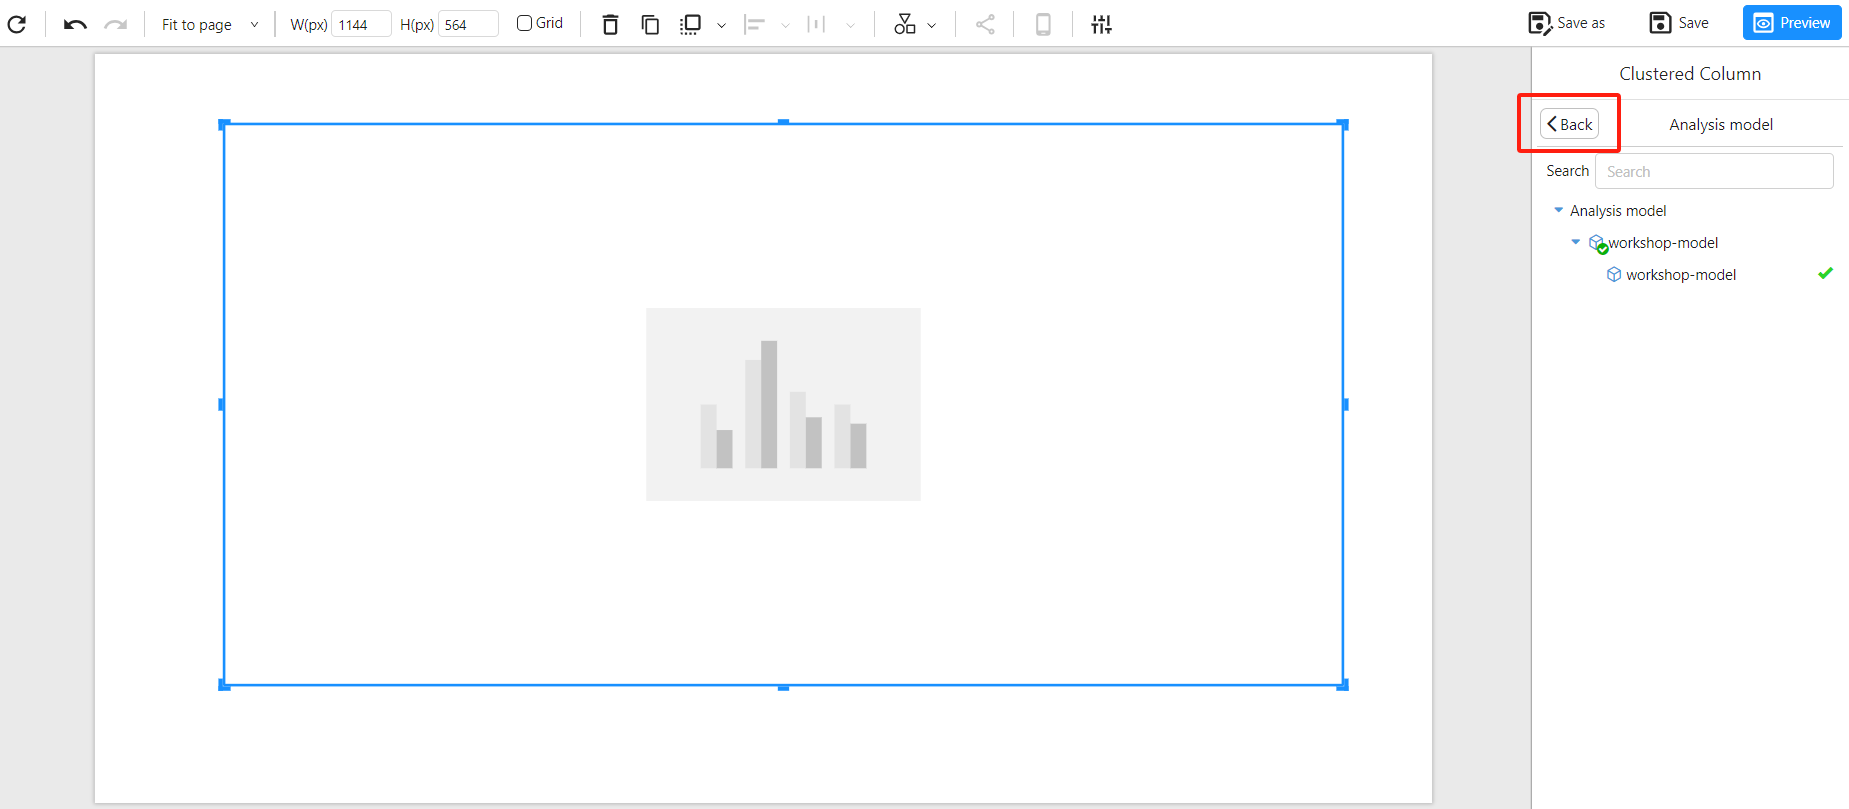 Fit to page W(px) 1144 H(px) 564 Grid Save as Save Preview
Clustered Column
Back Analysis model
Search Search
Analysis model
workshop-model
workshop-model